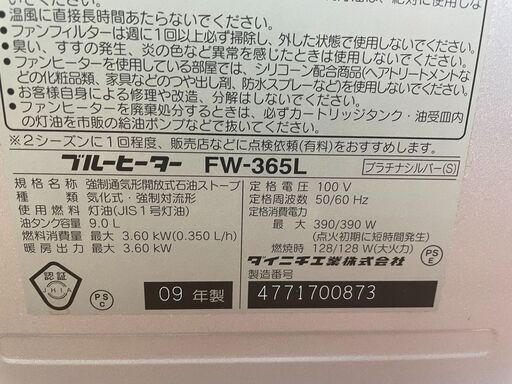 ●温風に直接長時間あたらないでください。
●ファンフィルターは週に1回以上必ず掃除し、外した状態で使用しないでください。
●臭い、すすの発生、炎の色など異常を感じたときは使用しないでください。
●ファンヒーターを使用している部屋では、シリコーン配合商品(ヘアトリートメントなどの化粧品類、家具などのつや出し剤、防水スプレーなど)を使用しないでください。
●お客様自身による修理や改造、分解はしないでください。
●ファンヒーターを廃棄処分するときは、必ずカートリッジタンク・油受皿内の灯油を市販の給油ポンプなどで抜いてください。
※2シーズンに1回程度、販売店などに点検依頼(有料)をおすすめします。
ブルーヒーター FW-365L プラチナシルバー(S)
規格名称 強制通気形開放式石油ストーブ
種類 気化式・強制対流形
使用燃料 灯油(JIS1号灯油)
油タンク容量 9.0L
燃料消費量 最大 3.60kW(0.350L/h)
暖房出力 最大 3.60kW
定格電圧 100V
定格周波数 50/60Hz
定格消費電力
最大 390/390W
(点火初期に短時間発生)
燃焼時 128/128W(大火力)
ダイニチ工業株式会社
PS
E
認証
JHIA
PS
C
09年製
製造番号
4771700873